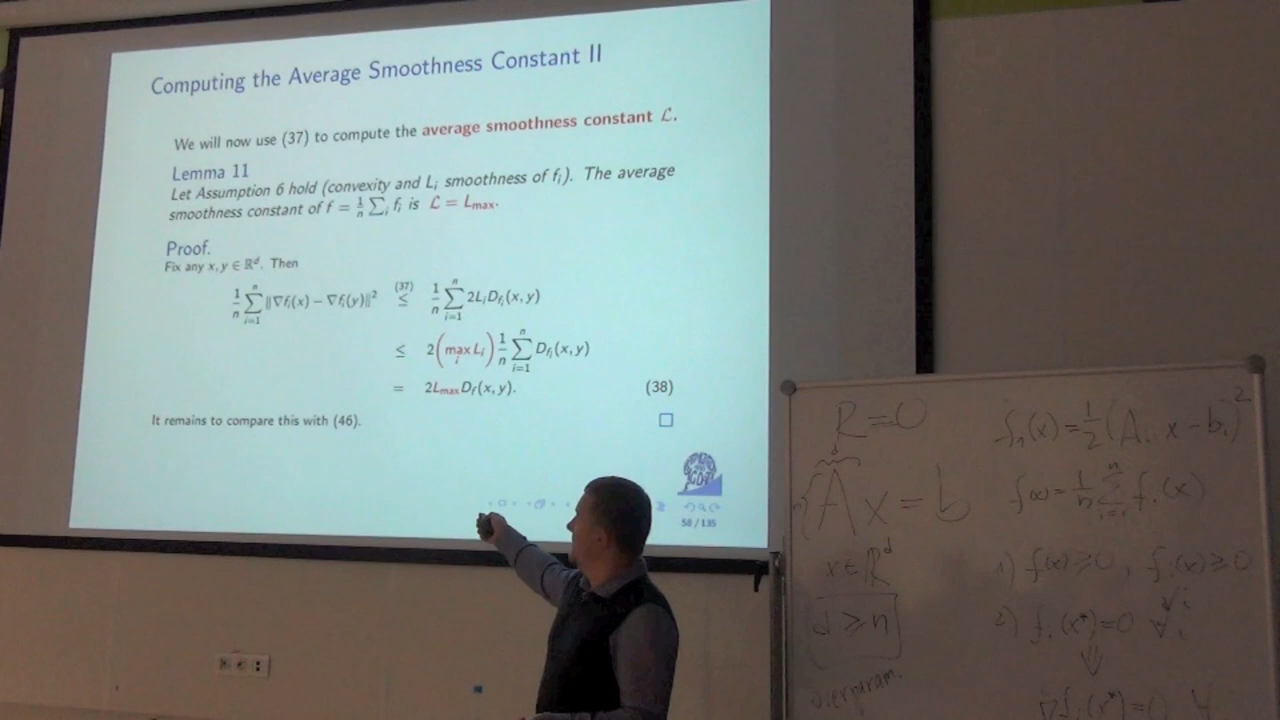 Computing the Average Smoothness Constant II
We will now use (37) to compute the average smoothness constant ℒ.
Lemma 11
Let Assumption 6 hold (convexity and L_i smoothness of f_i). The average
smoothness constant of f = 1/n ∑_i f_i is ℒ = L_max.
Proof.
Fix any x, y ∈ ℝ^d. Then
1/n ∑_{i=1}^n ‖∇f_i(x) − ∇f_i(y)‖² ≤^{(37)} 1/n ∑_{i=1}^n 2L_i D_{f_i}(x, y)
≤ 2(max_i L_i) 1/n ∑_{i=1}^n D_{f_i}(x, y)
= 2L_max D_f(x, y). (38)
It remains to compare this with (46).
58 / 135
R = 0
A x = b
x ∈ ℝ^d
d ≥ n
f_i(x) = 1/2 (A_i: x − b_i)²
f(x) = 1/n ∑_{i=1}^n f_i(x)
1) f(x) ≥ 0, f_i(x) ≥ 0
2) f_i(x*) = 0 ∀i
⇓
∇f_i(x*) = 0 ∀